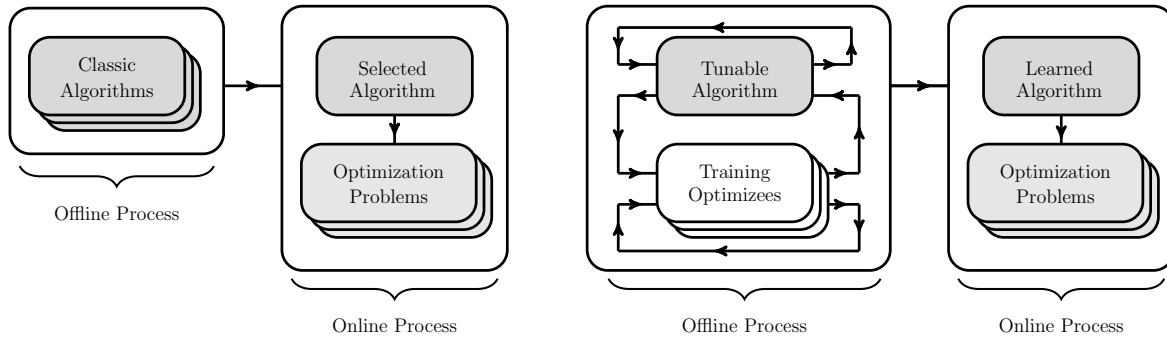 Classic
Algorithms
Offline Process
Selected
Algorithm
Optimization
Problems
Online Process
Tunable
Algorithm
Training
Optimizees
Offline Process
Learned
Algorithm
Optimization
Problems
Online Process